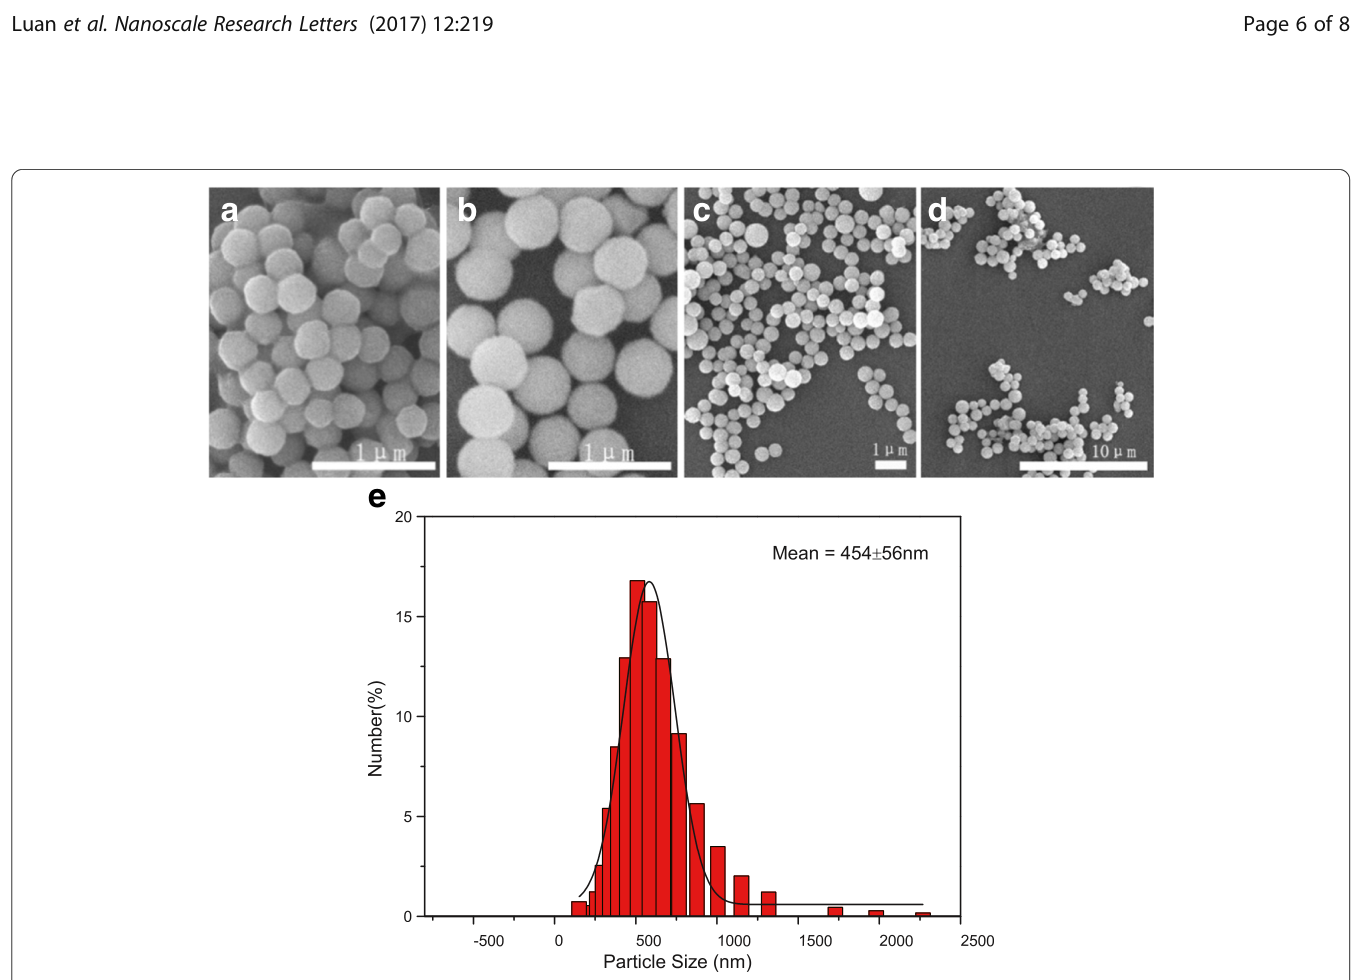 Luan et al. Nanoscale Research Letters (2017) 12:219
Page 6 of 8
a
b
c
d
1 μm
1 μm
1 μm
10 μm
e
20
15
10
5
0
Mean = 454±56nm
Number(%)
-500
0
500
1000
1500
2000
2500
Particle Size (nm)